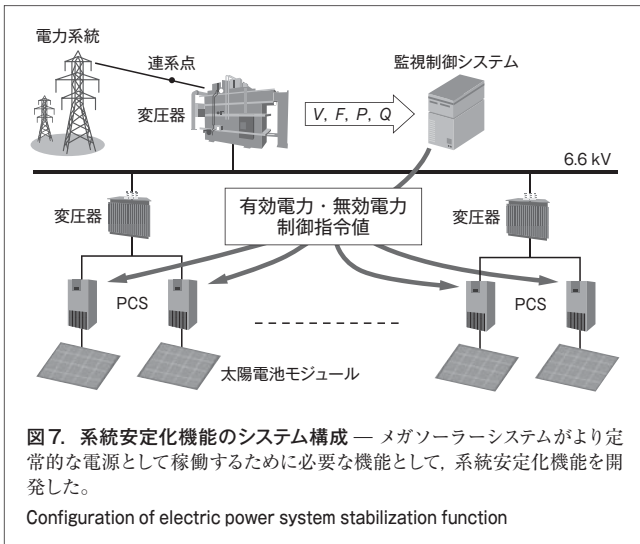 電力系統
連系点
監視制御システム
変圧器
V, F, P, Q
6.6 kV
変圧器
有効電力・無効電力
制御指令値
変圧器
PCS
PCS
太陽電池モジュール
図7. 系統安定化機能のシステム構成 — メガソーラーシステムがより定
常的な電源として稼働するために必要な機能として，系統安定化機能を開
発した。
Configuration of electric power system stabilization function